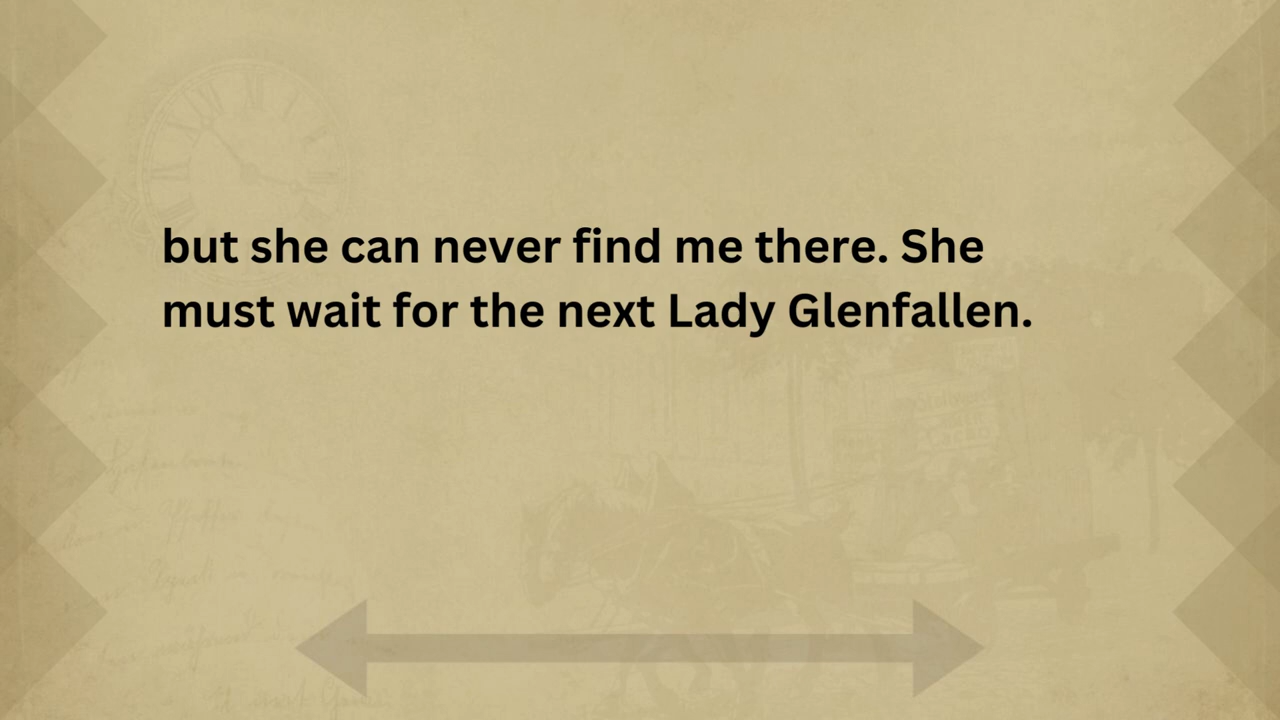 but she can never find me there. She
must wait for the next Lady Glenfallen.